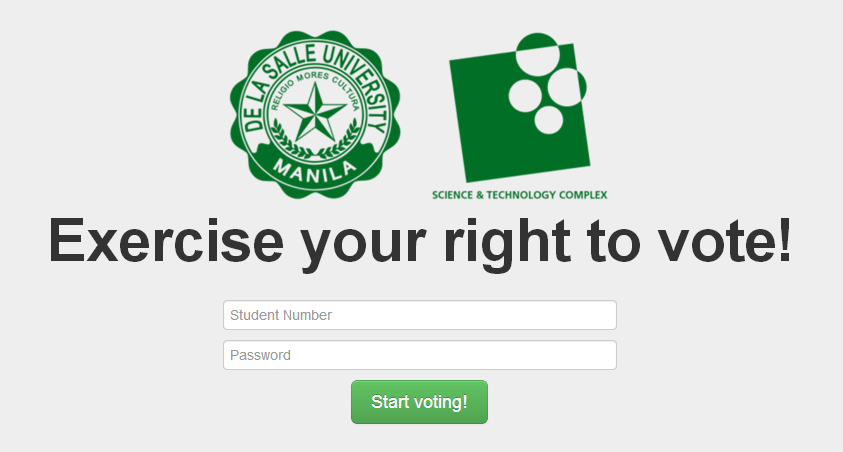 DE LA SALLE UNIVERSITY
RELIGIO MORES CULTURA
MANILA
SCIENCE & TECHNOLOGY COMPLEX
Exercise your right to vote!
Student Number
Password
Start voting!